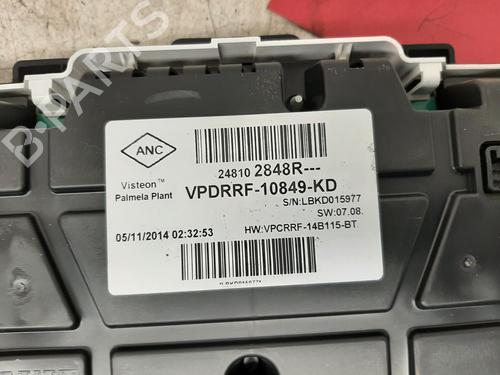 B-PARTS
ANC
24810 2848R---
Visteon™
Palmela Plant
VPDRRF-10849-KD
S/N:LBKD015977
SW:07.08.
05/11/2014 02:32:53
HW:VPCRRF-14B115-BT